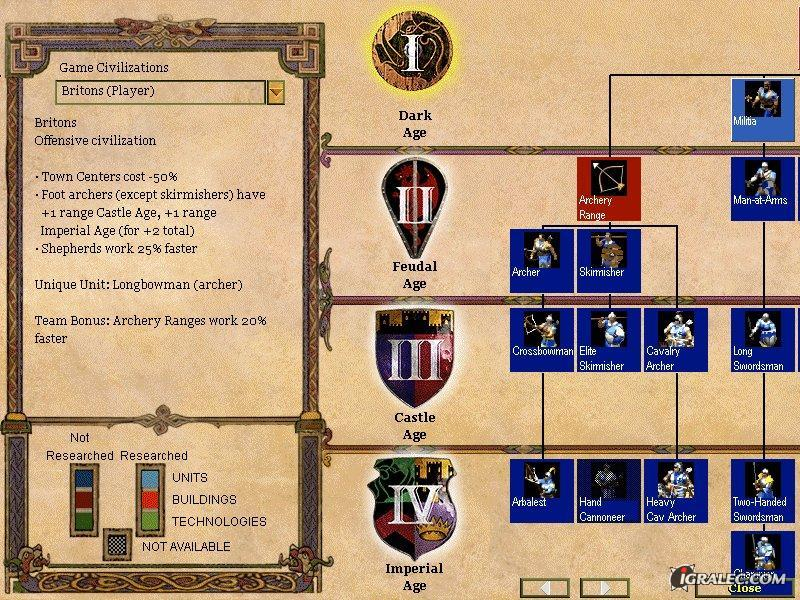 Game Civilizations
Britons (Player)
Britons
Offensive civilization
· Town Centers cost -50%
· Foot archers (except skirmishers) have
+1 range Castle Age, +1 range
Imperial Age (for +2 total)
· Shepherds work 25% faster
Unique Unit: Longbowman (archer)
Team Bonus: Archery Ranges work 20%
faster
Not
Researched Researched
UNITS
BUILDINGS
TECHNOLOGIES
NOT AVAILABLE
I
Dark
Age
II
Feudal
Age
III
Castle
Age
IV
Imperial
Age
Militia
Archery
Range
Man-at-Arms
Archer
Skirmisher
Crossbowman
Elite
Skirmisher
Cavalry
Archer
Long
Swordsman
Arbalest
Hand
Cannoneer
Heavy
Cav Archer
Two-Handed
Swordsman
Champion
IGRALEC.COM
Close